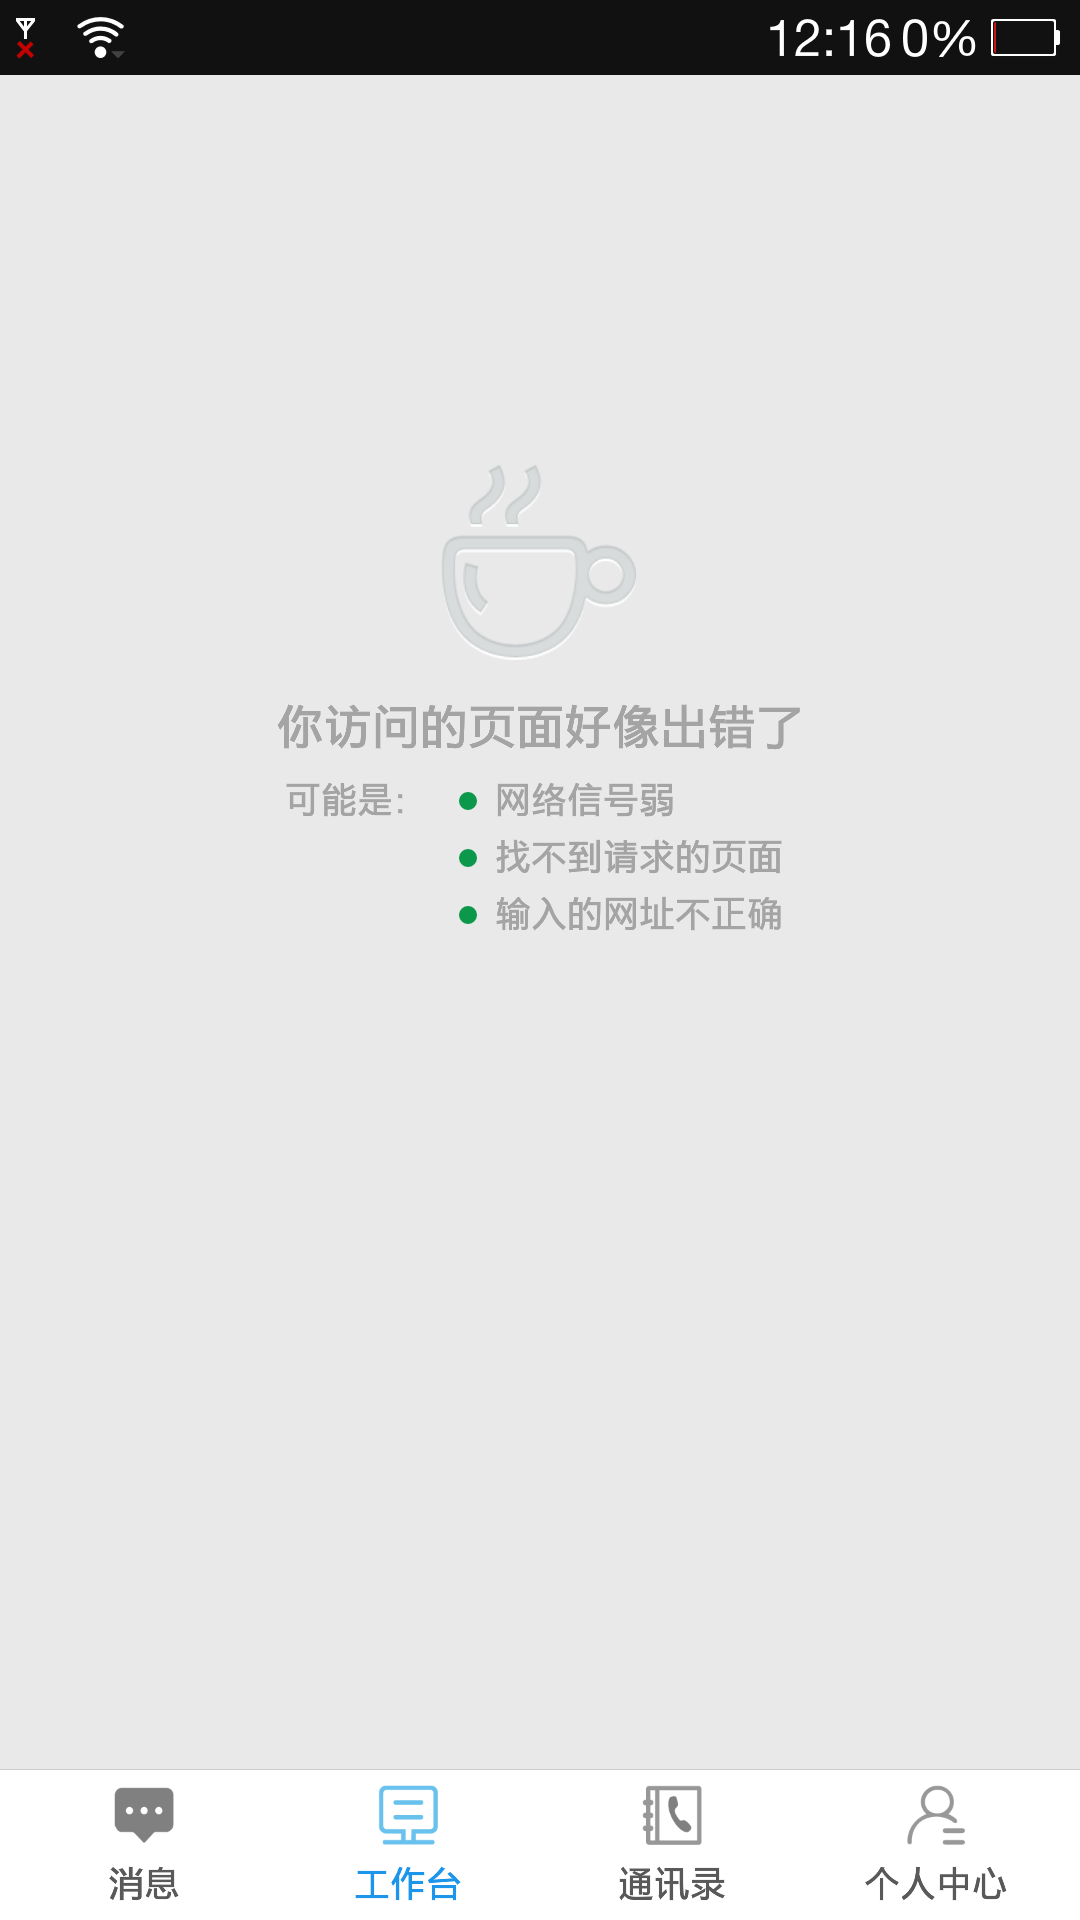 12:16 0%
你访问的页面好像出错了
可能是: 网络信号弱
找不到请求的页面
输入的网址不正确
消息 工作台 通讯录 个人中心